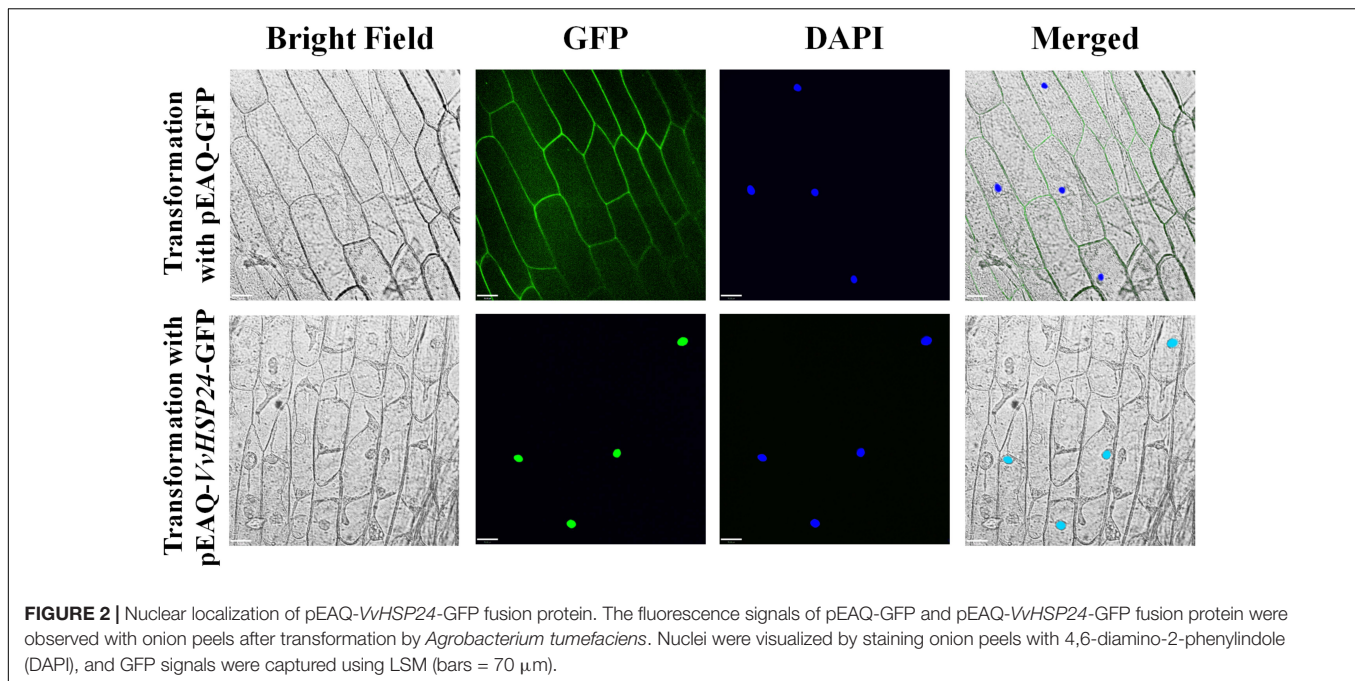 Bright Field GFP DAPI Merged
Transformation
with pEAQ-GFP
Transformation with
pEAQ-VvHSP24-GFP
FIGURE 2 | Nuclear localization of pEAQ-VvHSP24-GFP fusion protein. The fluorescence signals of pEAQ-GFP and pEAQ-VvHSP24-GFP fusion protein were
observed with onion peels after transformation by Agrobacterium tumefaciens. Nuclei were visualized by staining onion peels with 4,6-diamino-2-phenylindole
(DAPI), and GFP signals were captured using LSM (bars = 70 μm).